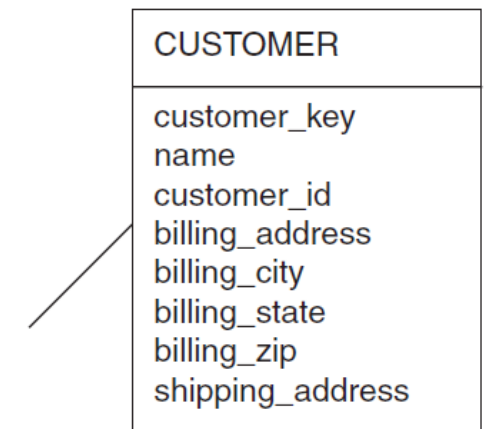 CUSTOMER
customer_key
name
customer_id
billing_address
billing_city
billing_state
billing_zip
shipping_address